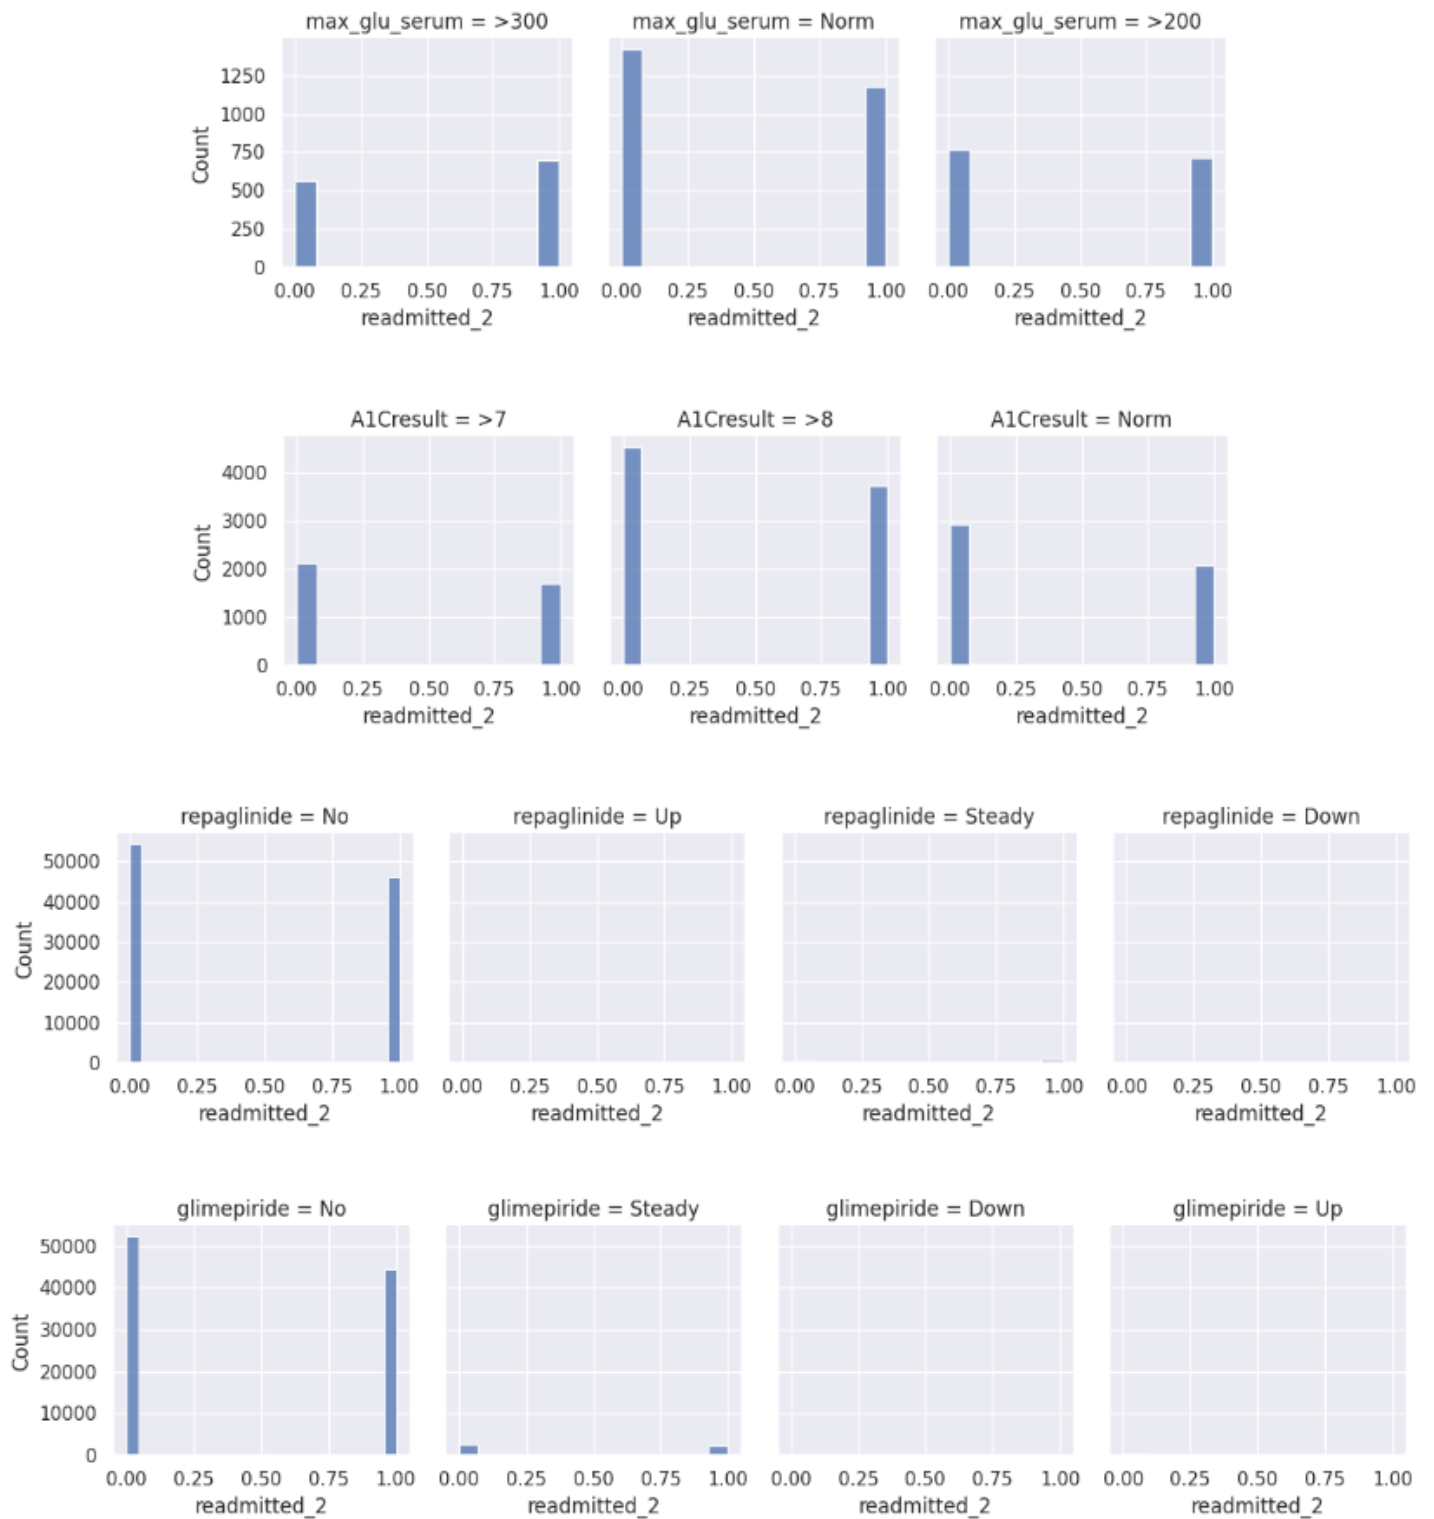 max_glu_serum = >300 max_glu_serum = Norm max_glu_serum = >200
1250
1000
750
500
250
0
Count
0.00 0.25 0.50 0.75 1.00 0.00 0.25 0.50 0.75 1.00 0.00 0.25 0.50 0.75 1.00
readmitted_2 readmitted_2 readmitted_2
A1Cresult = >7 A1Cresult = >8 A1Cresult = Norm
4000
3000
2000
1000
0
Count
0.00 0.25 0.50 0.75 1.00 0.00 0.25 0.50 0.75 1.00 0.00 0.25 0.50 0.75 1.00
readmitted_2 readmitted_2 readmitted_2
repaglinide = No repaglinide = Up repaglinide = Steady repaglinide = Down
50000
40000
30000
20000
10000
0
Count
0.00 0.25 0.50 0.75 1.00 0.00 0.25 0.50 0.75 1.00 0.00 0.25 0.50 0.75 1.00 0.00 0.25 0.50 0.75 1.00
readmitted_2 readmitted_2 readmitted_2 readmitted_2
glimepiride = No glimepiride = Steady glimepiride = Down glimepiride = Up
50000
40000
30000
20000
10000
0
Count
0.00 0.25 0.50 0.75 1.00 0.00 0.25 0.50 0.75 1.00 0.00 0.25 0.50 0.75 1.00 0.00 0.25 0.50 0.75 1.00
readmitted_2 readmitted_2 readmitted_2 readmitted_2